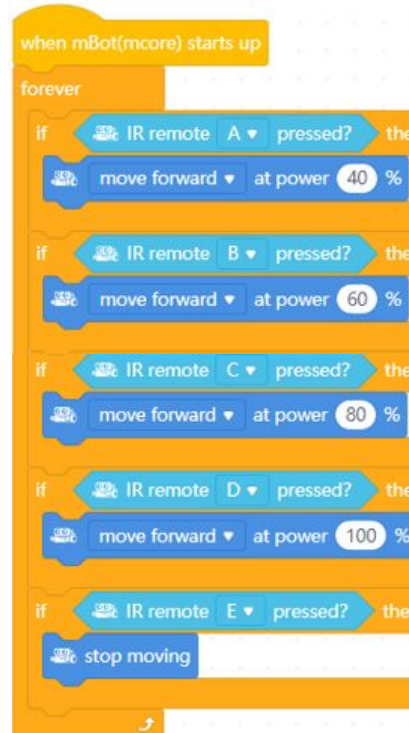 when mBot(mcore) starts up
forever
if IR remote A pressed? the
move forward at power 40 %
if IR remote B pressed? the
move forward at power 60 %
if IR remote C pressed? the
move forward at power 80 %
if IR remote D pressed? the
move forward at power 100 %
if IR remote E pressed? the
stop moving